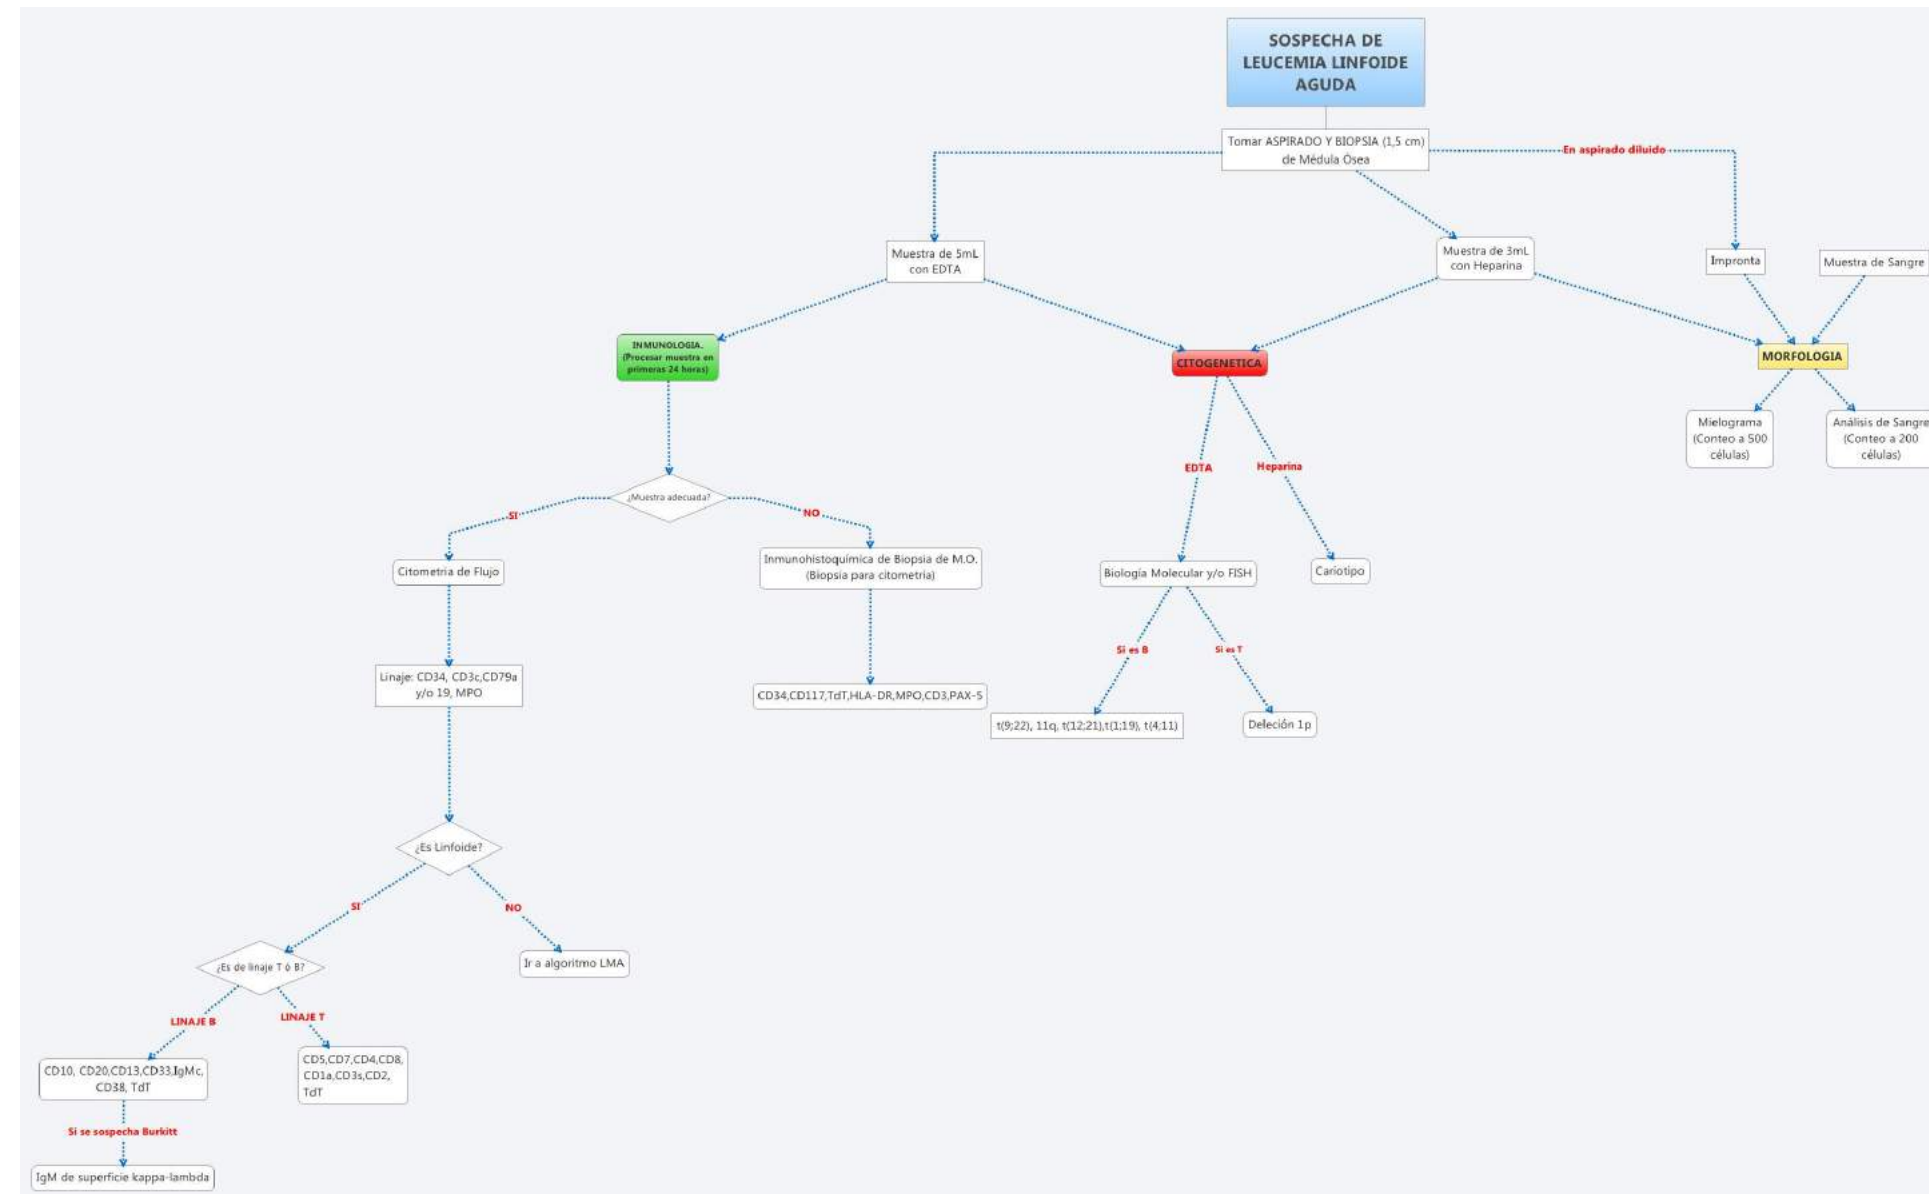 SOSPECHA DE
LEUCEMIA LINFOIDE
AGUDA
Tomar ASPIRADO Y BIOPSIA (1,5 cm)
de Médula Ósea
En aspirado diluido
Muestra de 5mL
con EDTA
Muestra de 3mL
con Heparina
Impronta
Muestra de Sangre
INMUNOLOGIA.
(Procesar muestra en
primeras 24 horas)
CITOGENETICA
MORFOLOGIA
Mielograma
(Conteo a 500
células)
Análisis de Sangre
(Conteo a 200
células)
EDTA
Heparina
¿Muestra adecuada?
SI
NO
Citometria de Flujo
Inmunohistoquímica de Biopsia de M.O.
(Biopsia para citometría)
Biología Molecular y/o FISH
Cariotipo
Si es B
Si es T
Linaje: CD34, CD3c,CD79a
y/o 19, MPO
CD34,CD117,TdT,HLA-DR,MPO,CD3,PAX-5
t(9;22), 11q, t(12;21),t(1;19), t(4;11)
Deleción 1p
¿Es Linfoide?
SI
NO
¿Es de linaje T ó B?
Ir a algoritmo LMA
LINAJE B
LINAJE T
CD10, CD20,CD13,CD33,IgMc,
CD38, TdT
CD5,CD7,CD4,CD8,
CD1a,CD3s,CD2,
TdT
Si se sospecha Burkitt
IgM de superficie kappa-lambda